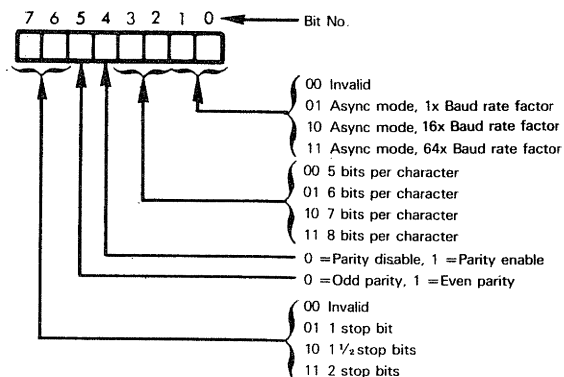 7 6 5 4 3 2 1 0 Bit No.
00 Invalid
01 Async mode, 1x Baud rate factor
10 Async mode, 16x Baud rate factor
11 Async mode, 64x Baud rate factor
00 5 bits per character
01 6 bits per character
10 7 bits per character
11 8 bits per character
0 =Parity disable, 1 =Parity enable
0 =Odd parity, 1 =Even parity
00 Invalid
01 1 stop bit
10 1 ½ stop bits
11 2 stop bits